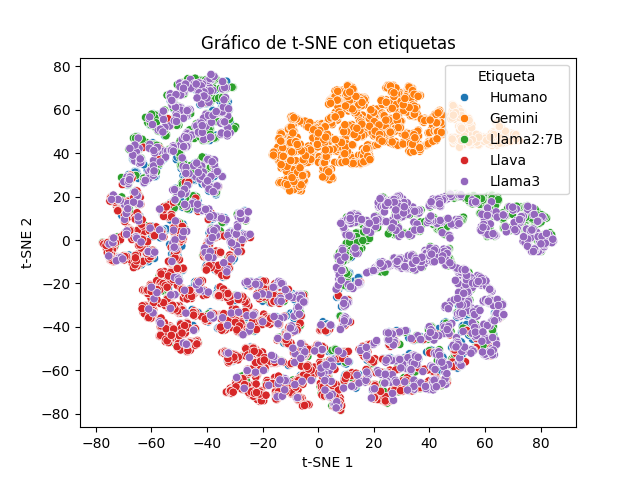 Gráfico de t-SNE con etiquetas
80
60
40
20
0
−20
−40
−60
−80
t-SNE 2
Etiqueta
Humano
Gemini
Llama2:7B
Llava
Llama3
−80 −60 −40 −20 0 20 40 60 80
t-SNE 1